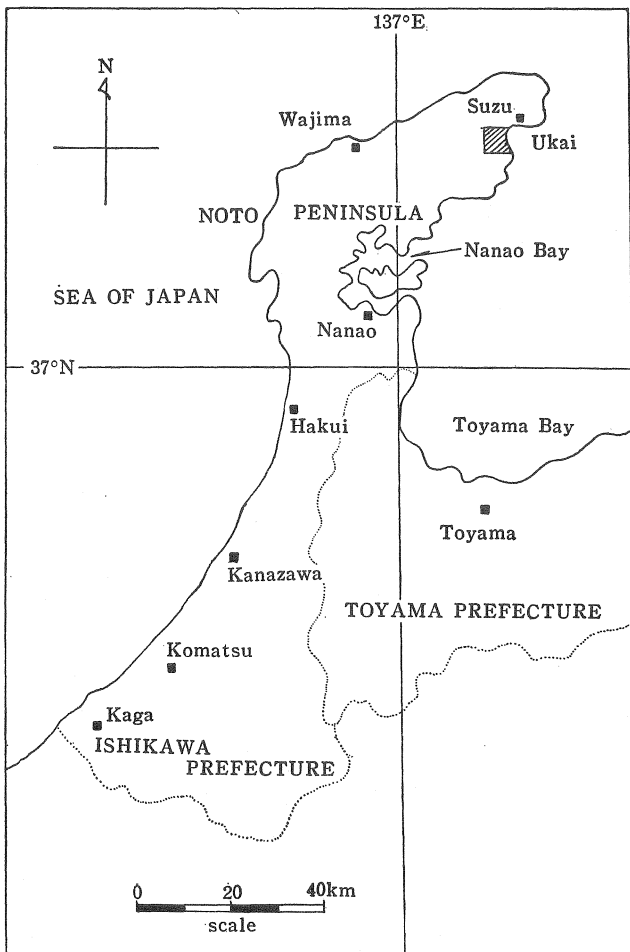 137°E
N
Suzu
Wajima
Ukai
NOTO PENINSULA
Nanao Bay
SEA OF JAPAN
Nanao
37°N
Hakui
Toyama Bay
Toyama
Kanazawa
TOYAMA PREFECTURE
Komatsu
Kaga
ISHIKAWA
PREFECTURE
0 20 40km
scale